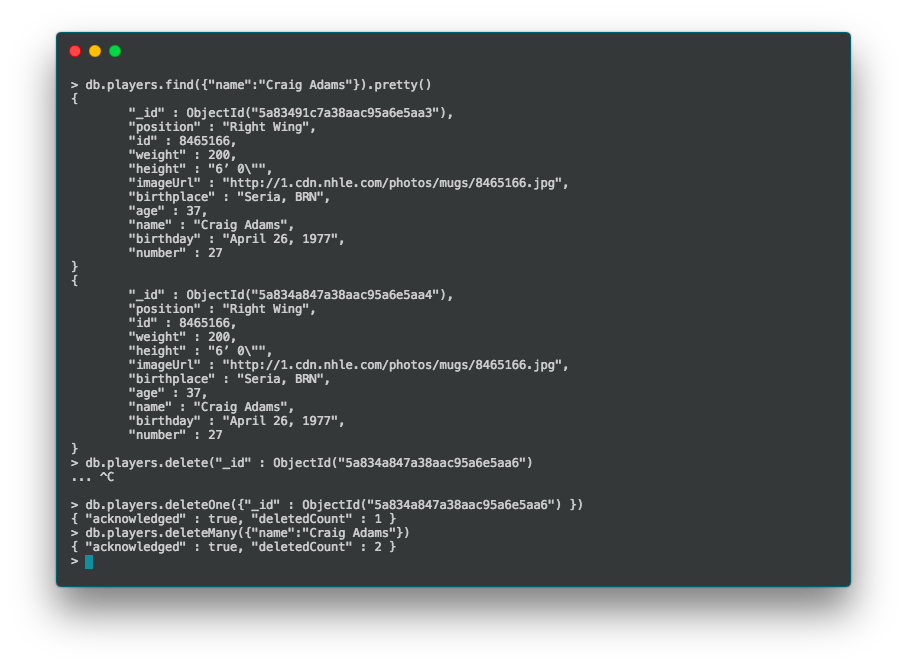 > db.players.find({"name":"Craig Adams"}).pretty()
{
        "_id" : ObjectId("5a83491c7a38aac95a6e5aa3"),
        "position" : "Right Wing",
        "id" : 8465166,
        "weight" : 200,
        "height" : "6’ 0\"",
        "imageUrl" : "http://1.cdn.nhle.com/photos/mugs/8465166.jpg",
        "birthplace" : "Seria, BRN",
        "age" : 37,
        "name" : "Craig Adams",
        "birthday" : "April 26, 1977",
        "number" : 27
}
{
        "_id" : ObjectId("5a834a847a38aac95a6e5aa4"),
        "position" : "Right Wing",
        "id" : 8465166,
        "weight" : 200,
        "height" : "6’ 0\"",
        "imageUrl" : "http://1.cdn.nhle.com/photos/mugs/8465166.jpg",
        "birthplace" : "Seria, BRN",
        "age" : 37,
        "name" : "Craig Adams",
        "birthday" : "April 26, 1977",
        "number" : 27
}
> db.players.delete("_id" : ObjectId("5a834a847a38aac95a6e5aa6")
... ^C
> db.players.deleteOne({"_id" : ObjectId("5a834a847a38aac95a6e5aa6") })
{ "acknowledged" : true, "deletedCount" : 1 }
> db.players.deleteMany({"name":"Craig Adams"})
{ "acknowledged" : true, "deletedCount" : 2 }
>